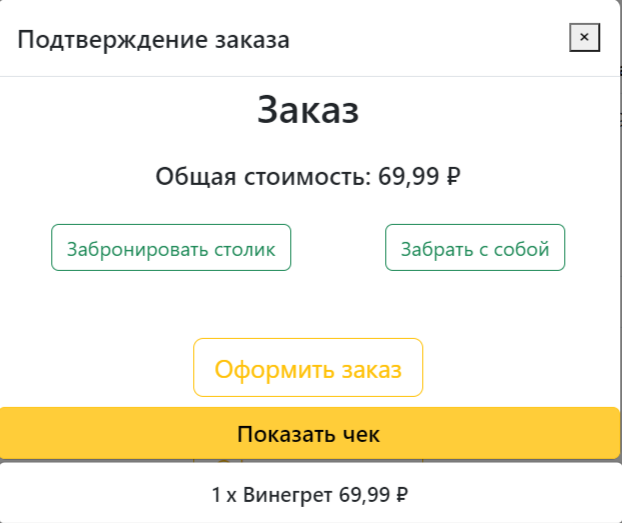 Подтверждение заказа ×
Заказ
Общая стоимость: 69,99 ₽
Забронировать столик Забрать с собой
Оформить заказ
Показать чек
1 x Винегрет 69,99 ₽